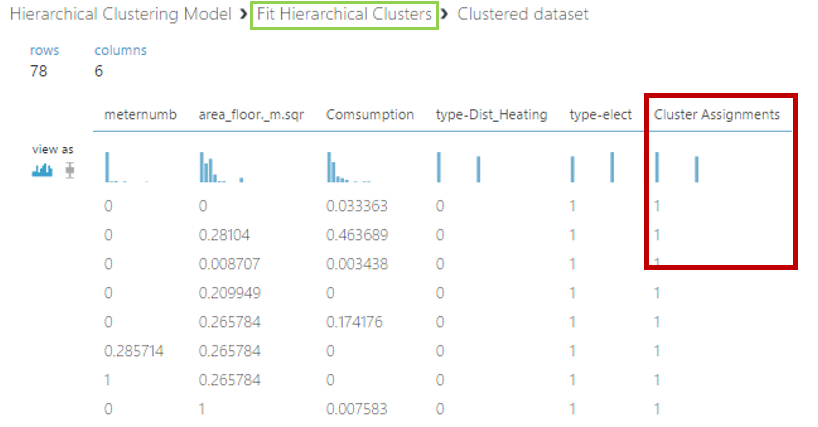 Hierarchical Clustering Model › Fit Hierarchical Clusters › Clustered dataset
rows columns
78 6
meternumb area_floor._m.sqr Comsumption type-Dist_Heating type-elect Cluster Assignments
view as
0 0 0.033363 0 1 1
0 0.28104 0.463689 0 1 1
0 0.008707 0.003438 0 1 1
0 0.209949 0 0 1 1
0 0.265784 0.174176 0 1 1
0.285714 0.265784 0 0 1 1
1 0.265784 0 0 1 1
0 1 0.007583 0 1 1